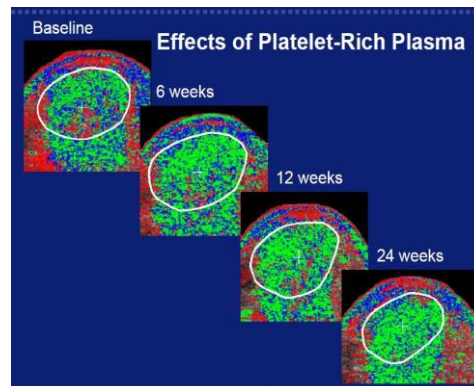 Baseline
Effects of Platelet-Rich Plasma
6 weeks
12 weeks
24 weeks